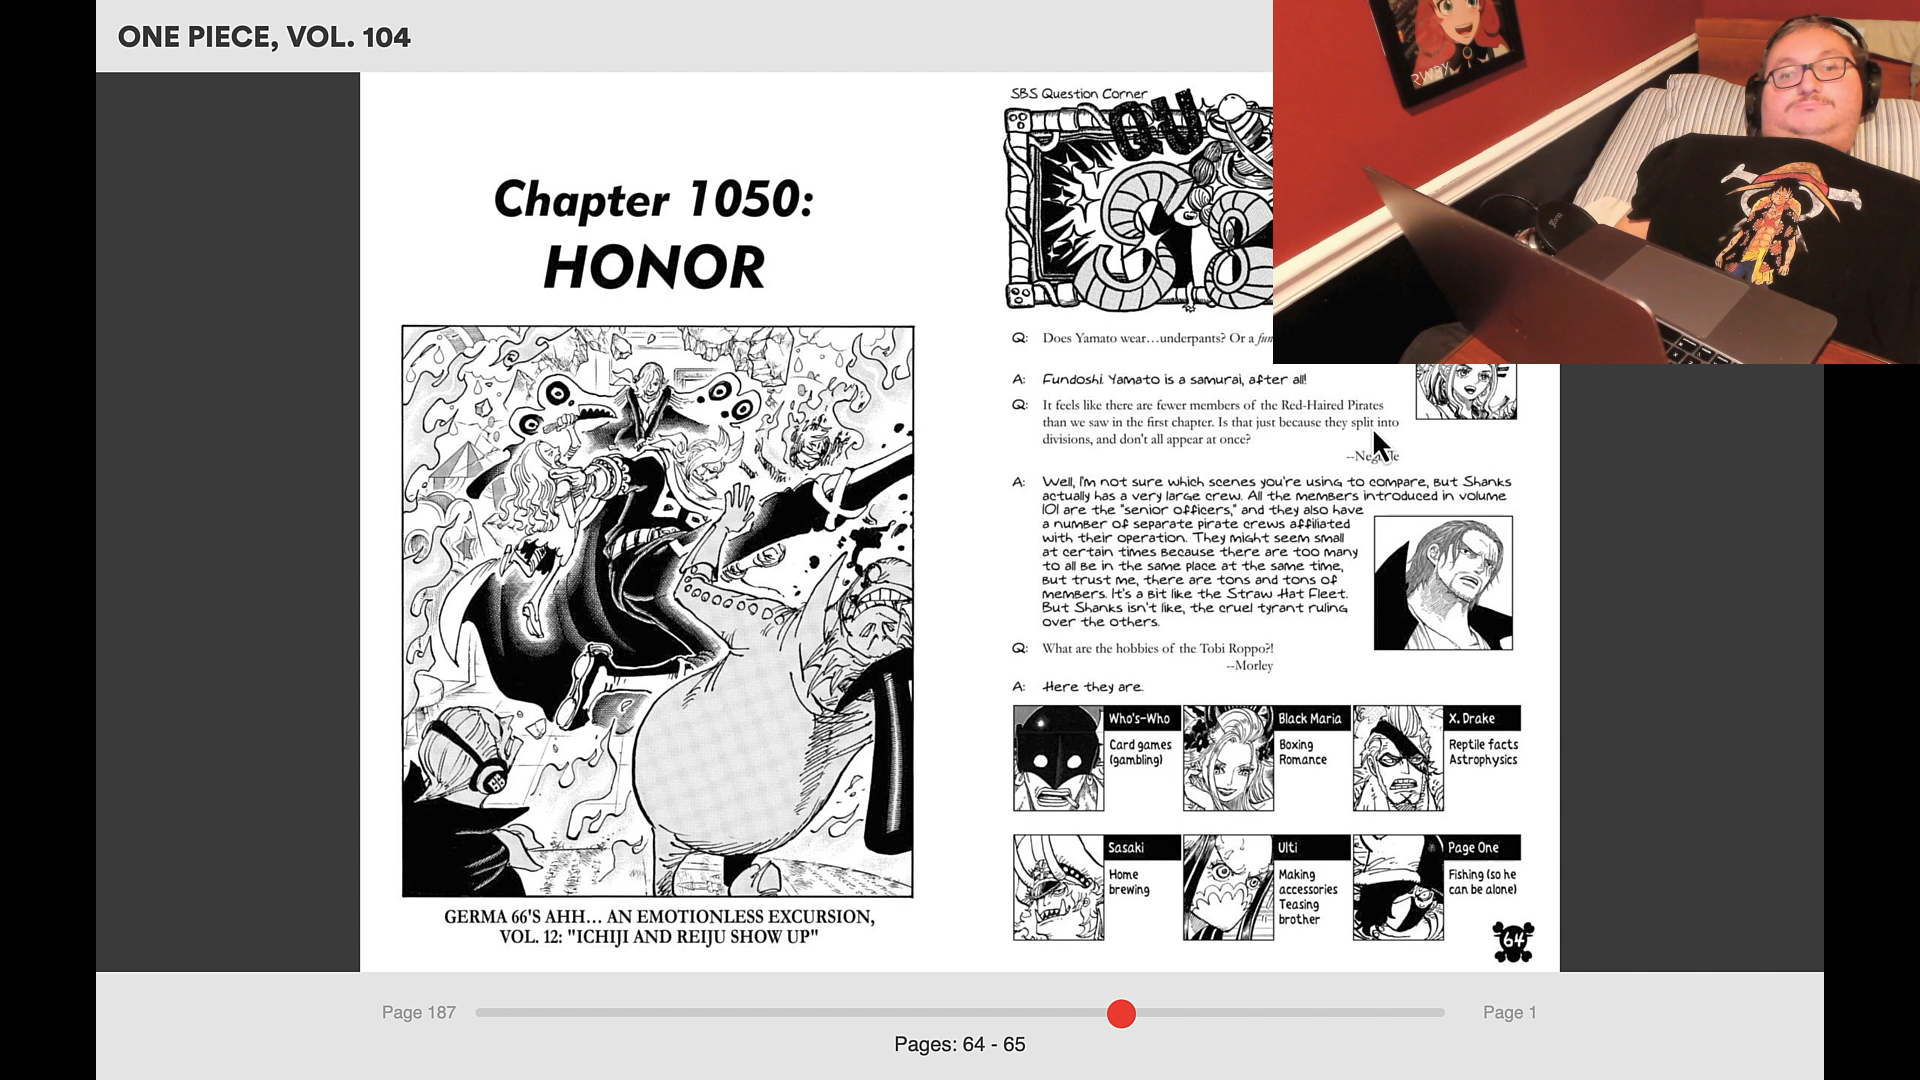 ONE PIECE, VOL. 104
RWBY
Chapter 1050:
HONOR
GERMA 66'S AHH... AN EMOTIONLESS EXCURSION,
VOL. 12: "ICHIJI AND REIJU SHOW UP"
SBS Question Corner
QU
SBS
Q: Does Yamato wear...underpants? Or a
A: Fundoshi. Yamato is a samurai, after all!
Q: It feels like there are fewer members of the Red-Haired Pirates
than we saw in the first chapter. Is that just because they split into
divisions, and don't all appear at once?
A: Well, I'm not sure which scenes you're using to compare, but Shanks
actually has a very large crew. All the members introduced in volume
101 are the "senior officers," and they also have
a number of separate pirate crews affiliated
with their operation. They might seem small
at certain times because there are too many
to all be in the same place at the same time,
but trust me, there are tons and tons of
members. It's a bit like the Straw Hat Fleet.
But Shanks isn't like, the cruel tyrant ruling
over the others.
Q: What are the hobbies of the Tobi Roppo?!
--Morley
A: Here they are.
Who's-Who
Card games
(gambling)
Black Maria
Boxing
Romance
X. Drake
Reptile facts
Astrophysics
Sasaki
Home
brewing
Ulti
Making
accessories
Teasing
brother
Page One
Fishing (so he
can be alone)
64
66
Page 187
Page 1
Pages: 64 - 65